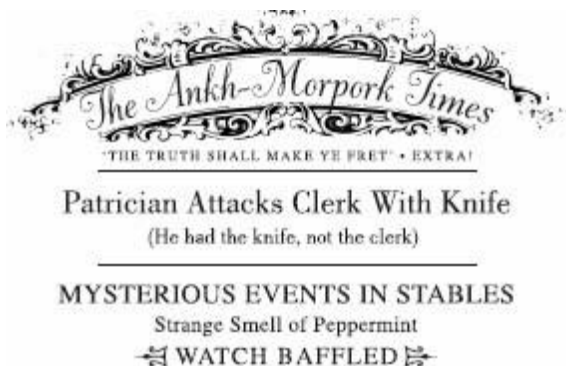 The Ankh-Morpork Times
"THE TRUTH SHALL MAKE YE FRET" • EXTRA!
Patrician Attacks Clerk With Knife
(He had the knife, not the clerk)
MYSTERIOUS EVENTS IN STABLES
Strange Smell of Peppermint
WATCH BAFFLED